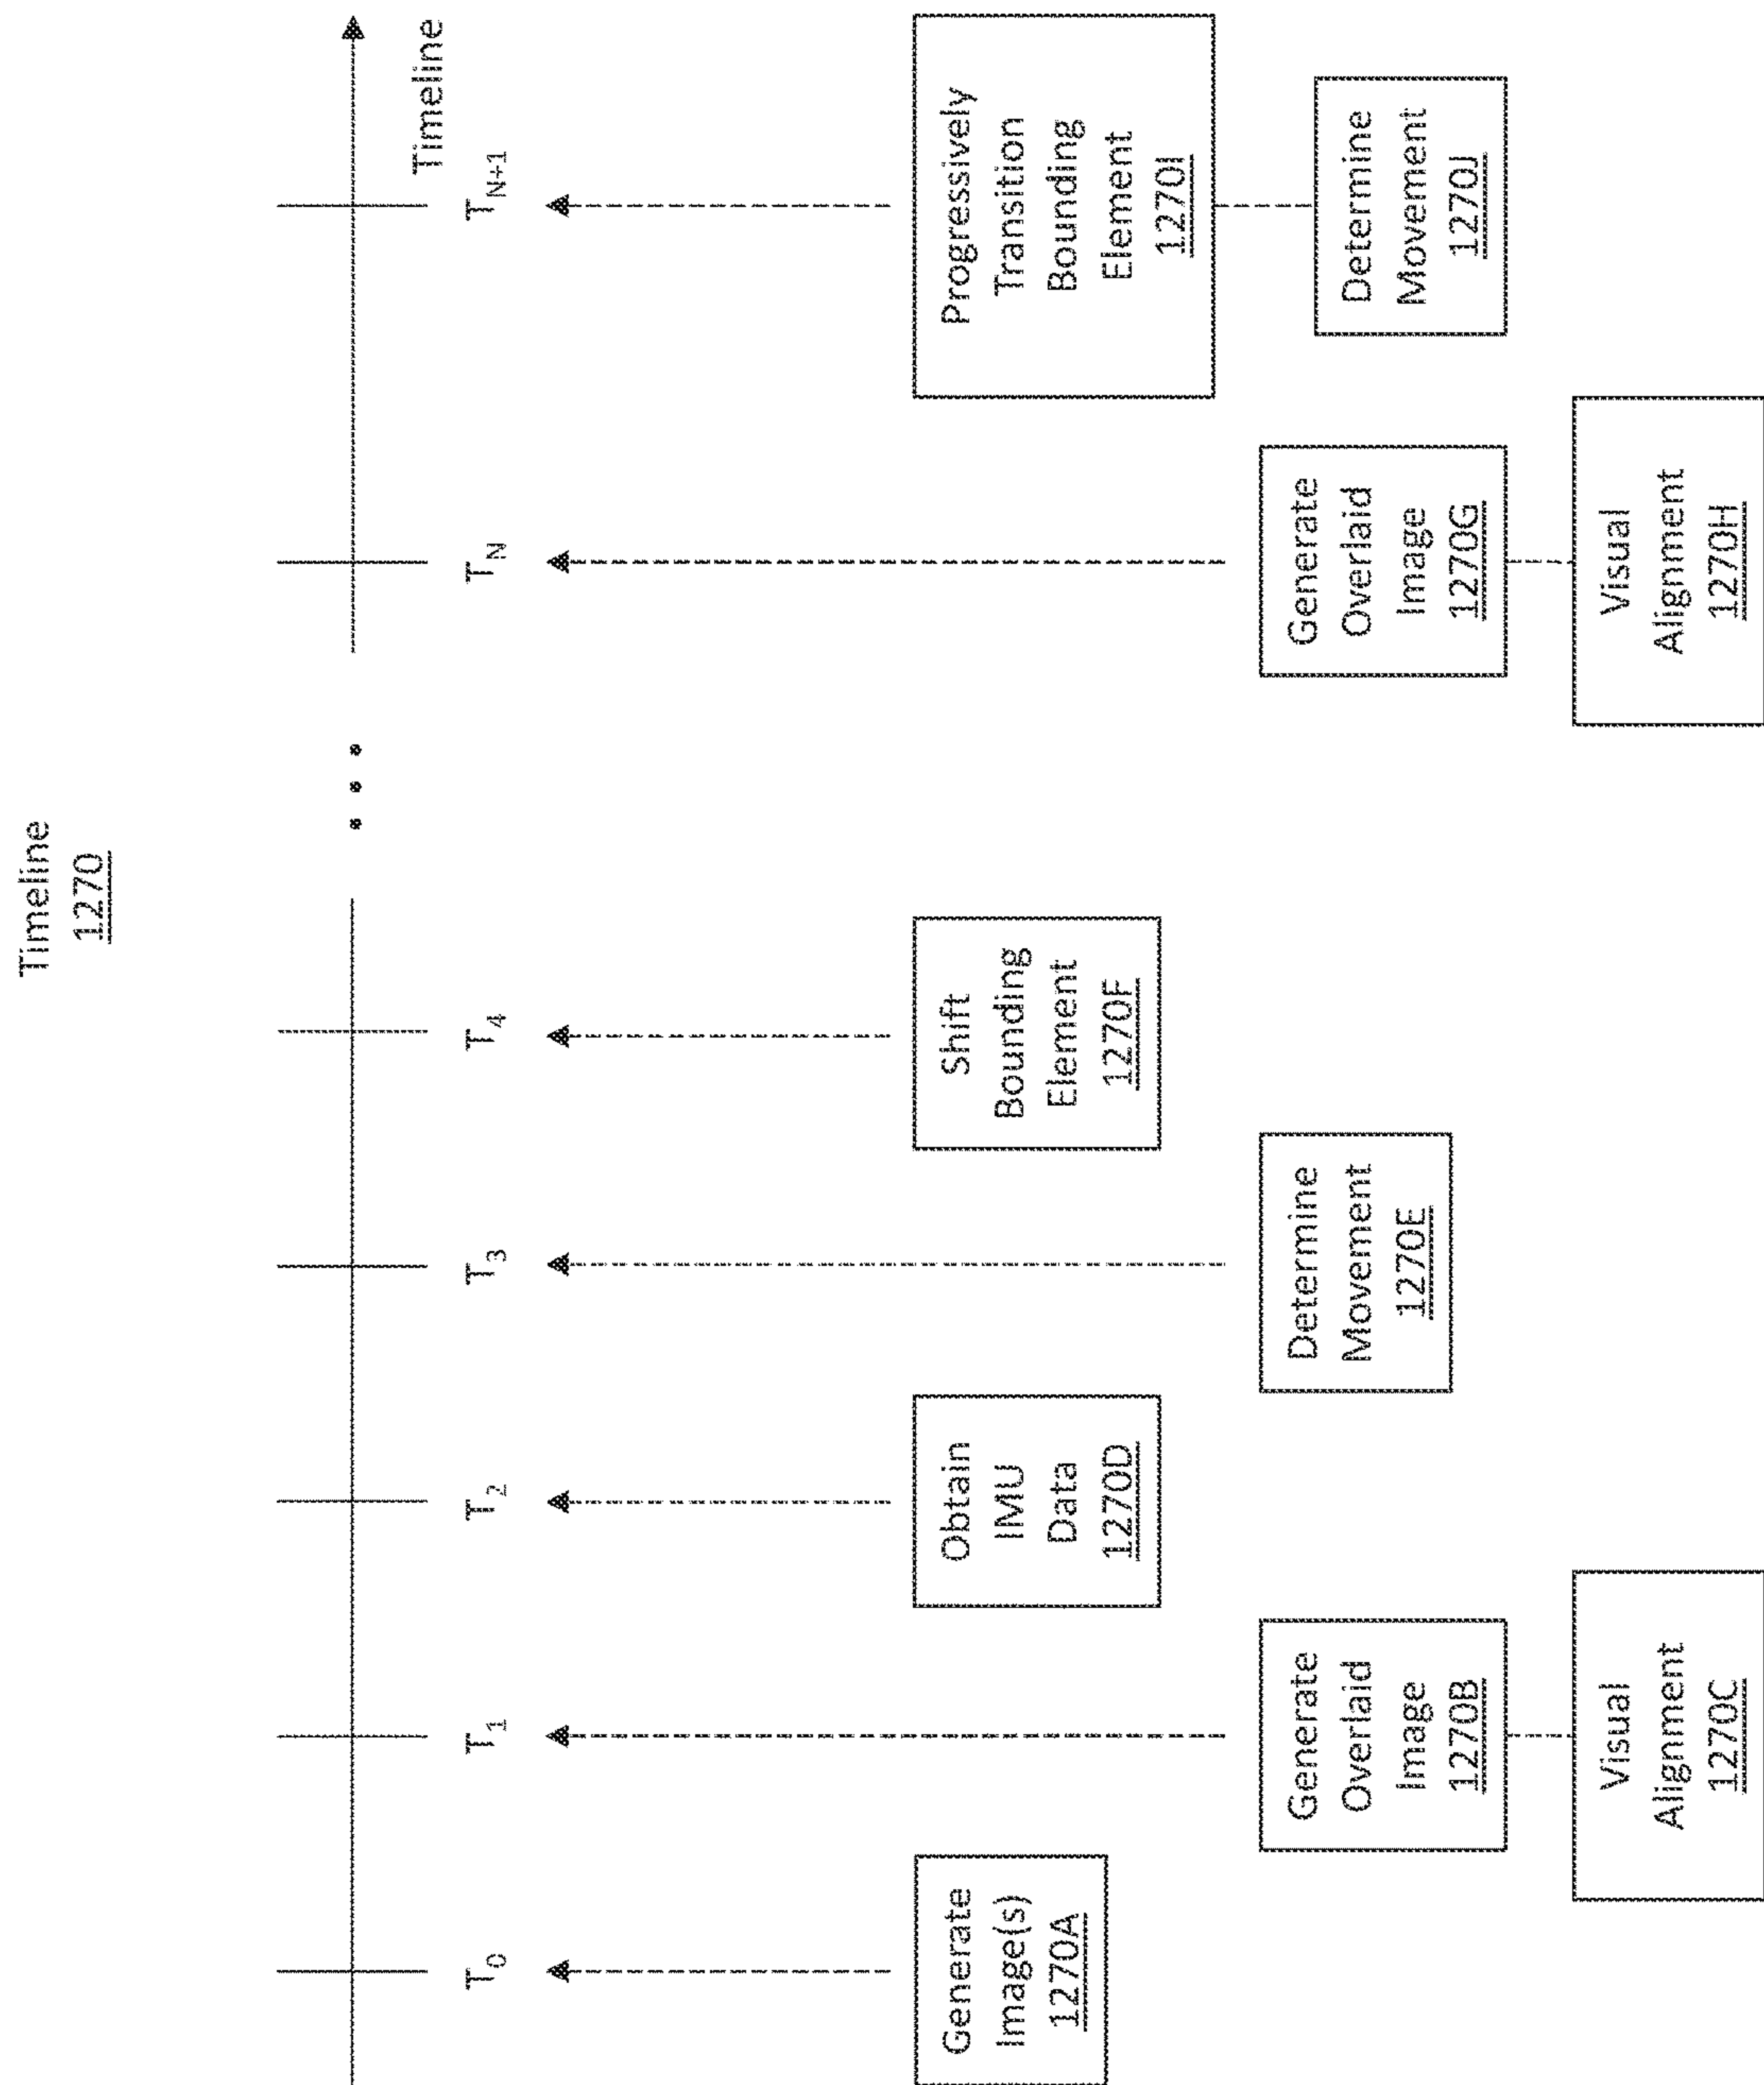 Timeline
1270
Timeline
T0
T1
T2
T3
T4
TN
TN+1
Generate
Image(s)
1270A
Generate
Overlaid
Image
1270B
Visual
Alignment
1270C
Obtain
IMU
Data
1270D
Determine
Movement
1270E
Shift
Bounding
Element
1270F
Generate
Overlaid
Image
1270G
Visual
Alignment
1270H
Progressively
Transition
Bounding
Element
1270I
Determine
Movement
1270J